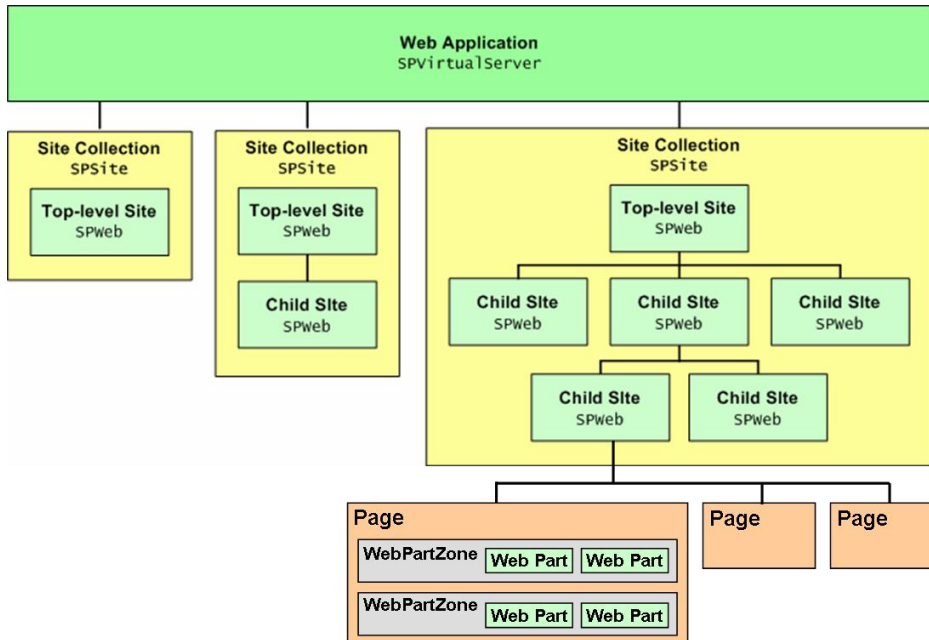 Web Application
SPVirtualServer
Site Collection
SPSite
Top-level Site
SPWeb
Site Collection
SPSite
Top-level Site
SPWeb
Child SIte
SPWeb
Site Collection
SPSite
Top-level Site
SPWeb
Child SIte
SPWeb
Child SIte
SPWeb
Child SIte
SPWeb
Child SIte
SPWeb
Child SIte
SPWeb
Page
WebPartZone Web Part Web Part
WebPartZone Web Part Web Part
Page
Page